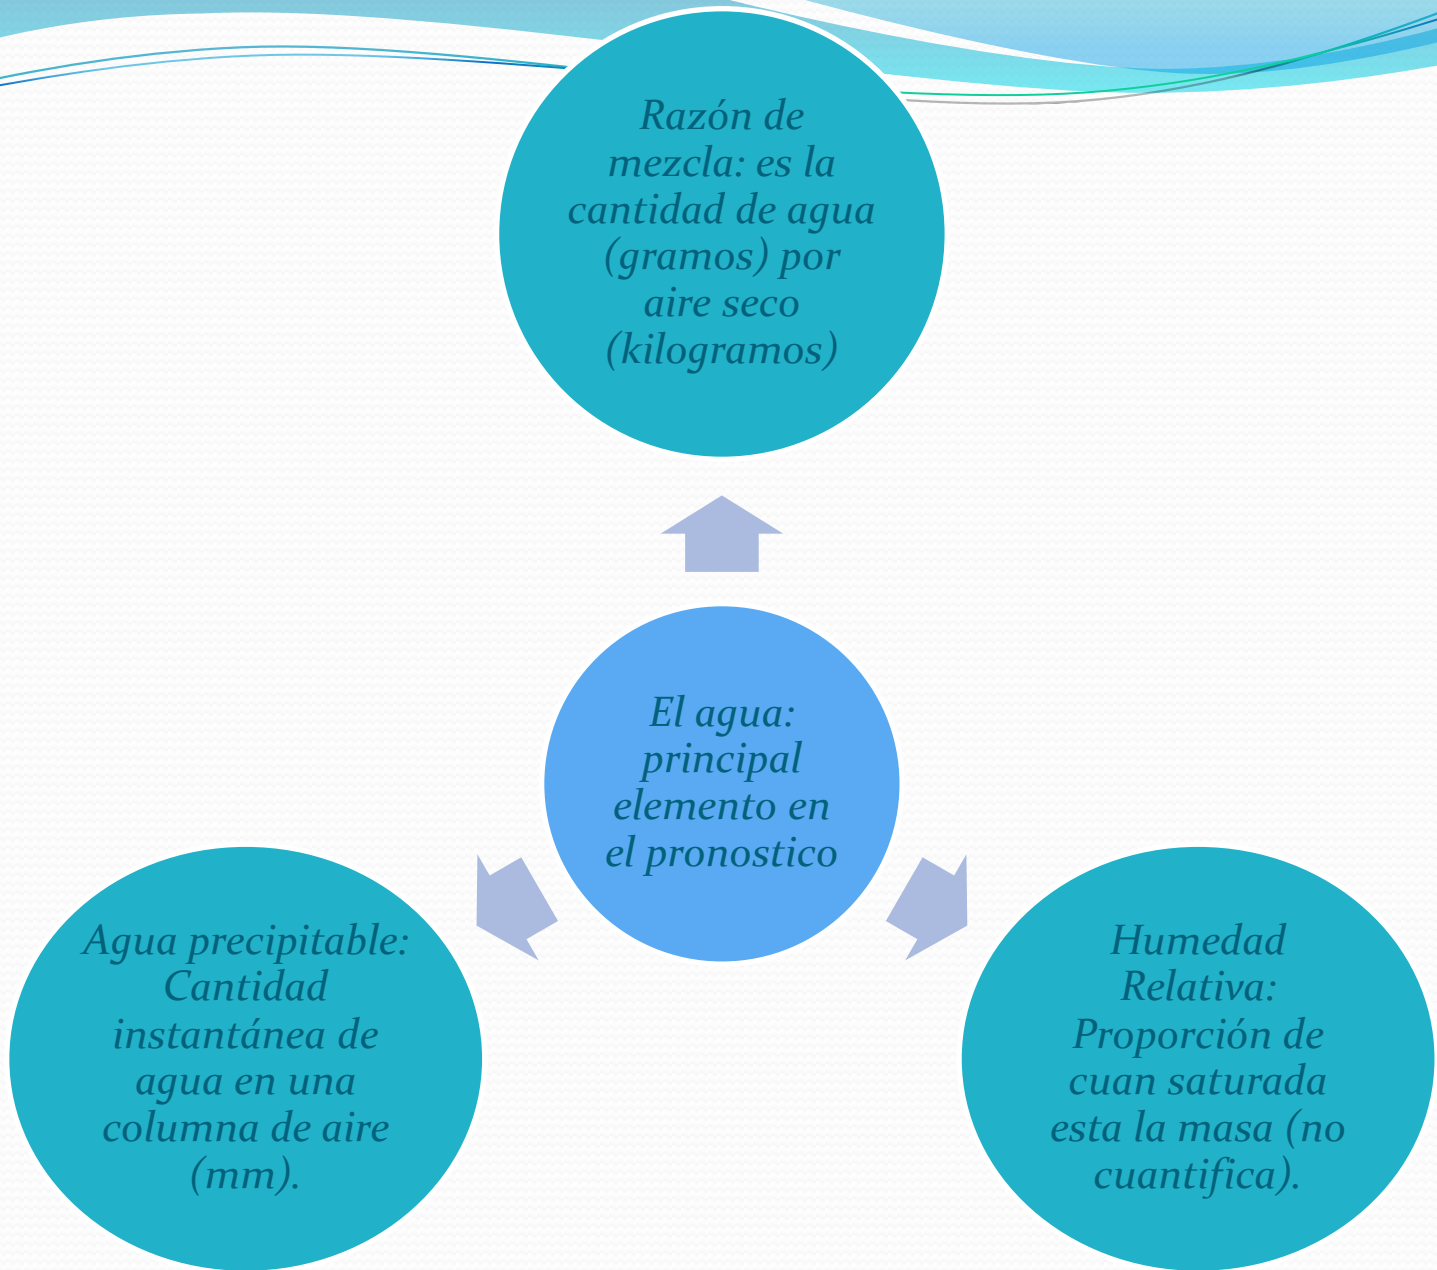 Razón de
mezcla: es la
cantidad de agua
(gramos) por
aire seco
(kilogramos)
El agua:
principal
elemento en
el pronostico
Agua precipitable:
Cantidad
instantánea de
agua en una
columna de aire
(mm).
Humedad
Relativa:
Proporción de
cuan saturada
esta la masa (no
cuantifica).